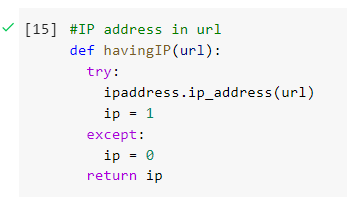 [15] #IP address in url
def havingIP(url):
  try:
    ipaddress.ip_address(url)
    ip = 1
  except:
    ip = 0
  return ip